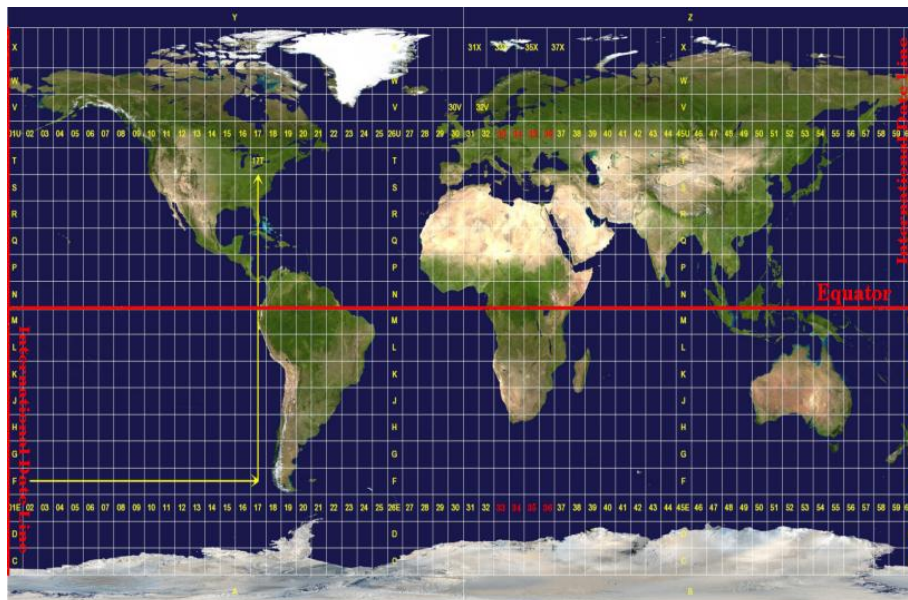 Y Z
X X X
31X 33X 35X 37X
W W W
V 30V 32V V V
01U 02 03 04 05 06 07 08 09 10 11 12 13 14 15 16 17 18 19 20 21 22 23 24 25 26U 27 28 29 30 31 32 33 34 35 36 37 38 39 40 41 42 43 44 45U 46 47 48 49 50 51 52 53 54 55 56 57 58 59
T 17T T
S S S
R R R
Q Q Q
P P P
N N N
Equator
M M M
L L L
K K K
J J J
H H H
G G G
F F F
01E 02 03 04 05 06 07 08 09 10 11 12 13 14 15 16 17 18 19 20 21 22 23 24 25 26E 27 28 29 30 31 32 33 34 35 36 37 38 39 40 41 42 43 44 45E 46 47 48 49 50 51 52 53 54 55 56 57 58 59
D D D
C C C
International Date Line
International Date Line